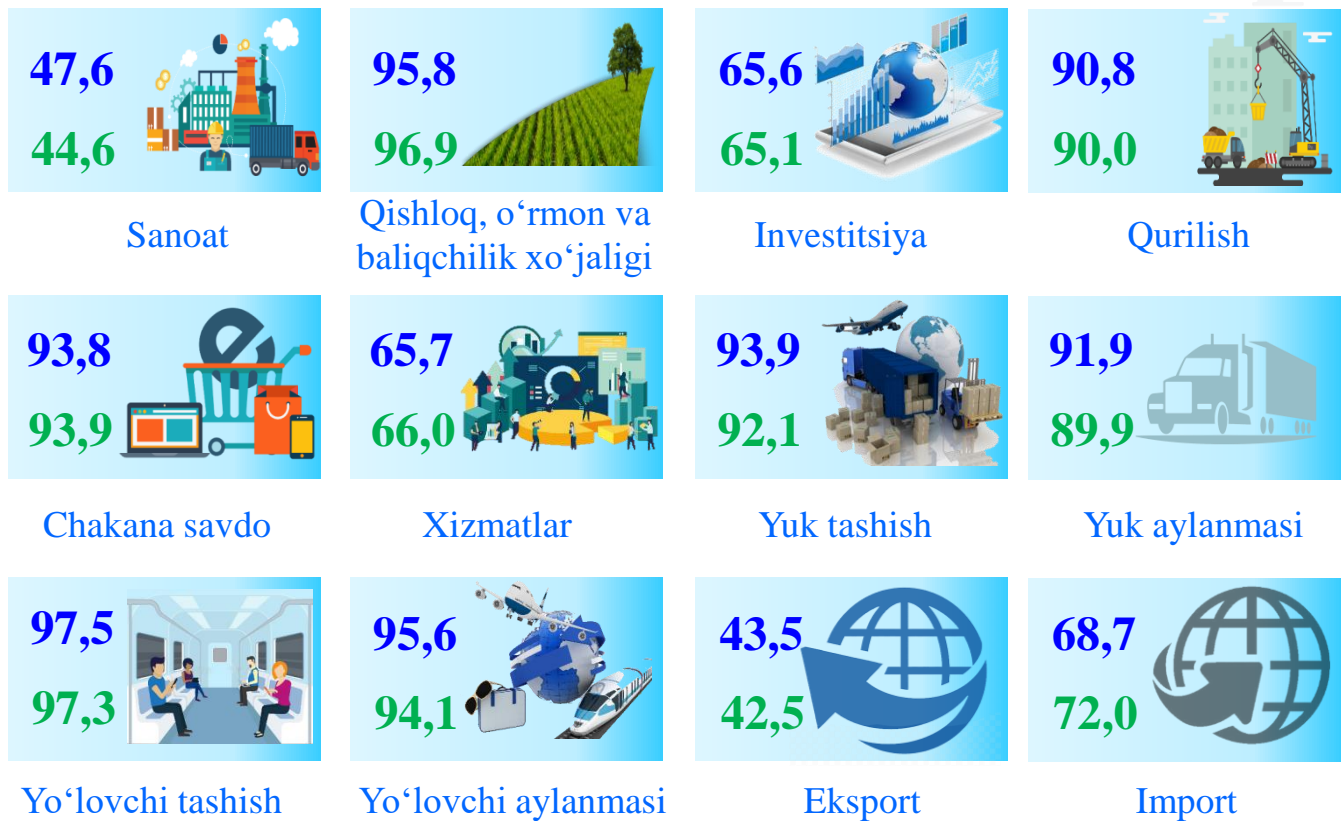 47,6
44,6
Sanoat
95,8
96,9
Qishloq, o‘rmon va
baliqchilik xo‘jaligi
65,6
65,1
Investitsiya
90,8
90,0
Qurilish
93,8
93,9
Chakana savdo
65,7
66,0
Xizmatlar
93,9
92,1
Yuk tashish
91,9
89,9
Yuk aylanmasi
97,5
97,3
Yo‘lovchi tashish
95,6
94,1
Yo‘lovchi aylanmasi
43,5
42,5
Eksport
68,7
72,0
Import